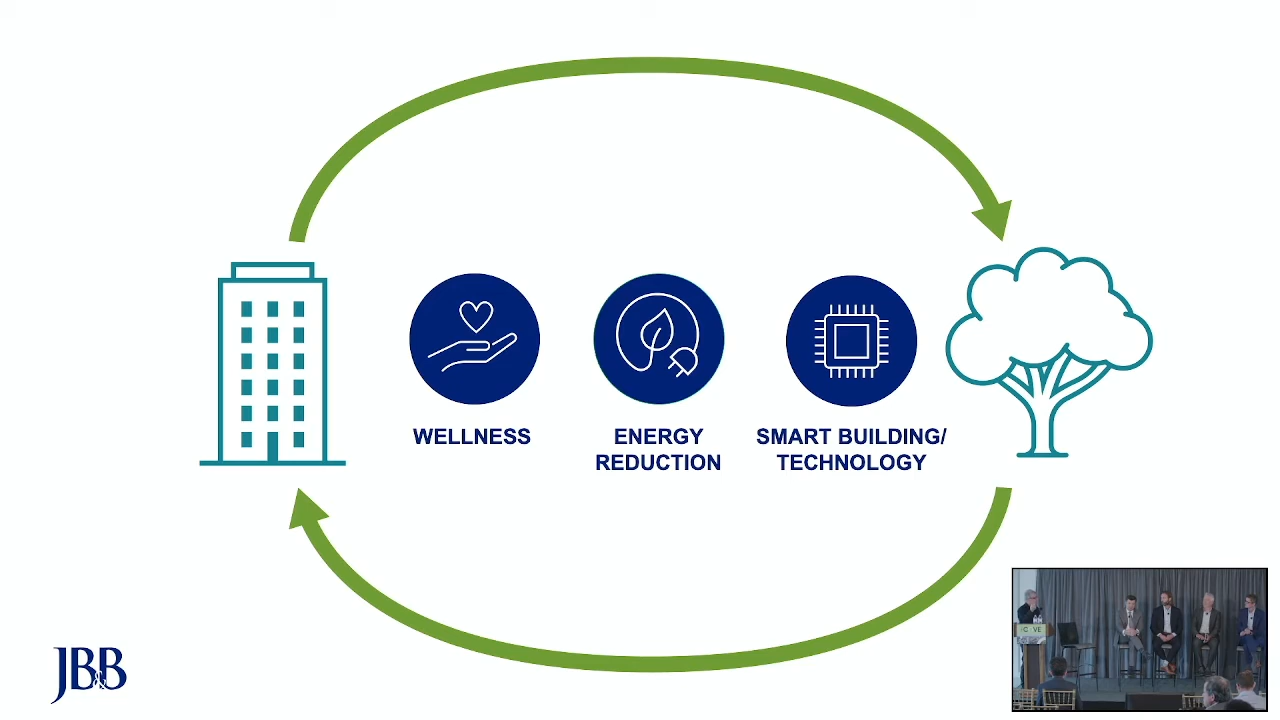 WELLNESS
ENERGY
REDUCTION
SMART BUILDING/
TECHNOLOGY
JB&B